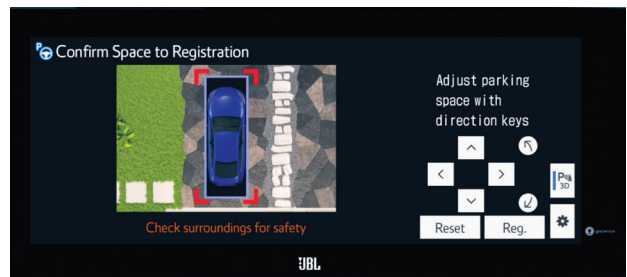 Confirm Space to Registration
Adjust parking
space with
direction keys
P
3D
Check surroundings for safety
Reset
Reg.
JBL